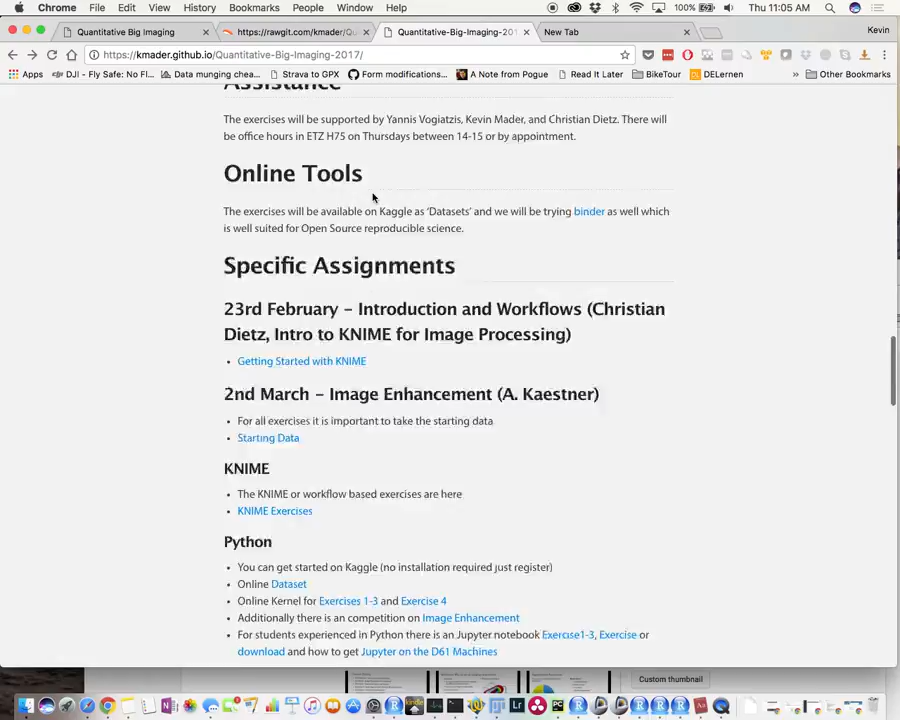 Chrome File Edit View History Bookmarks People Window Help
100% Thu 11:05 AM
Quantitative Big Imaging
https://rawgit.com/kmader/Qu
Quantitative-Big-Imaging-201
New Tab
Kevin
https://kmader.github.io/Quantitative-Big-Imaging-2017/
Apps DJI - Fly Safe: No Fl... Data munging chea... Strava to GPX Form modifications... A Note from Pogue Read It Later BikeTour DELernen » Other Bookmarks
Assistance
The exercises will be supported by Yannis Vogiatzis, Kevin Mader, and Christian Dietz. There will
be office hours in ETZ H75 on Thursdays between 14-15 or by appointment.
Online Tools
The exercises will be available on Kaggle as ‘Datasets’ and we will be trying binder as well which
is well suited for Open Source reproducible science.
Specific Assignments
23rd February – Introduction and Workflows (Christian
Dietz, Intro to KNIME for Image Processing)
• Getting Started with KNIME
2nd March – Image Enhancement (A. Kaestner)
• For all exercises it is important to take the starting data
• Starting Data
KNIME
• The KNIME or workflow based exercises are here
• KNIME Exercises
Python
• You can get started on Kaggle (no installation required just register)
• Online Dataset
• Online Kernel for Exercises 1-3 and Exercise 4
• Additionally there is an competition on Image Enhancement
• For students experienced in Python there is an Jupyter notebook Exercise1-3, Exercise or
download and how to get Jupyter on the D61 Machines
Custom thumbnail